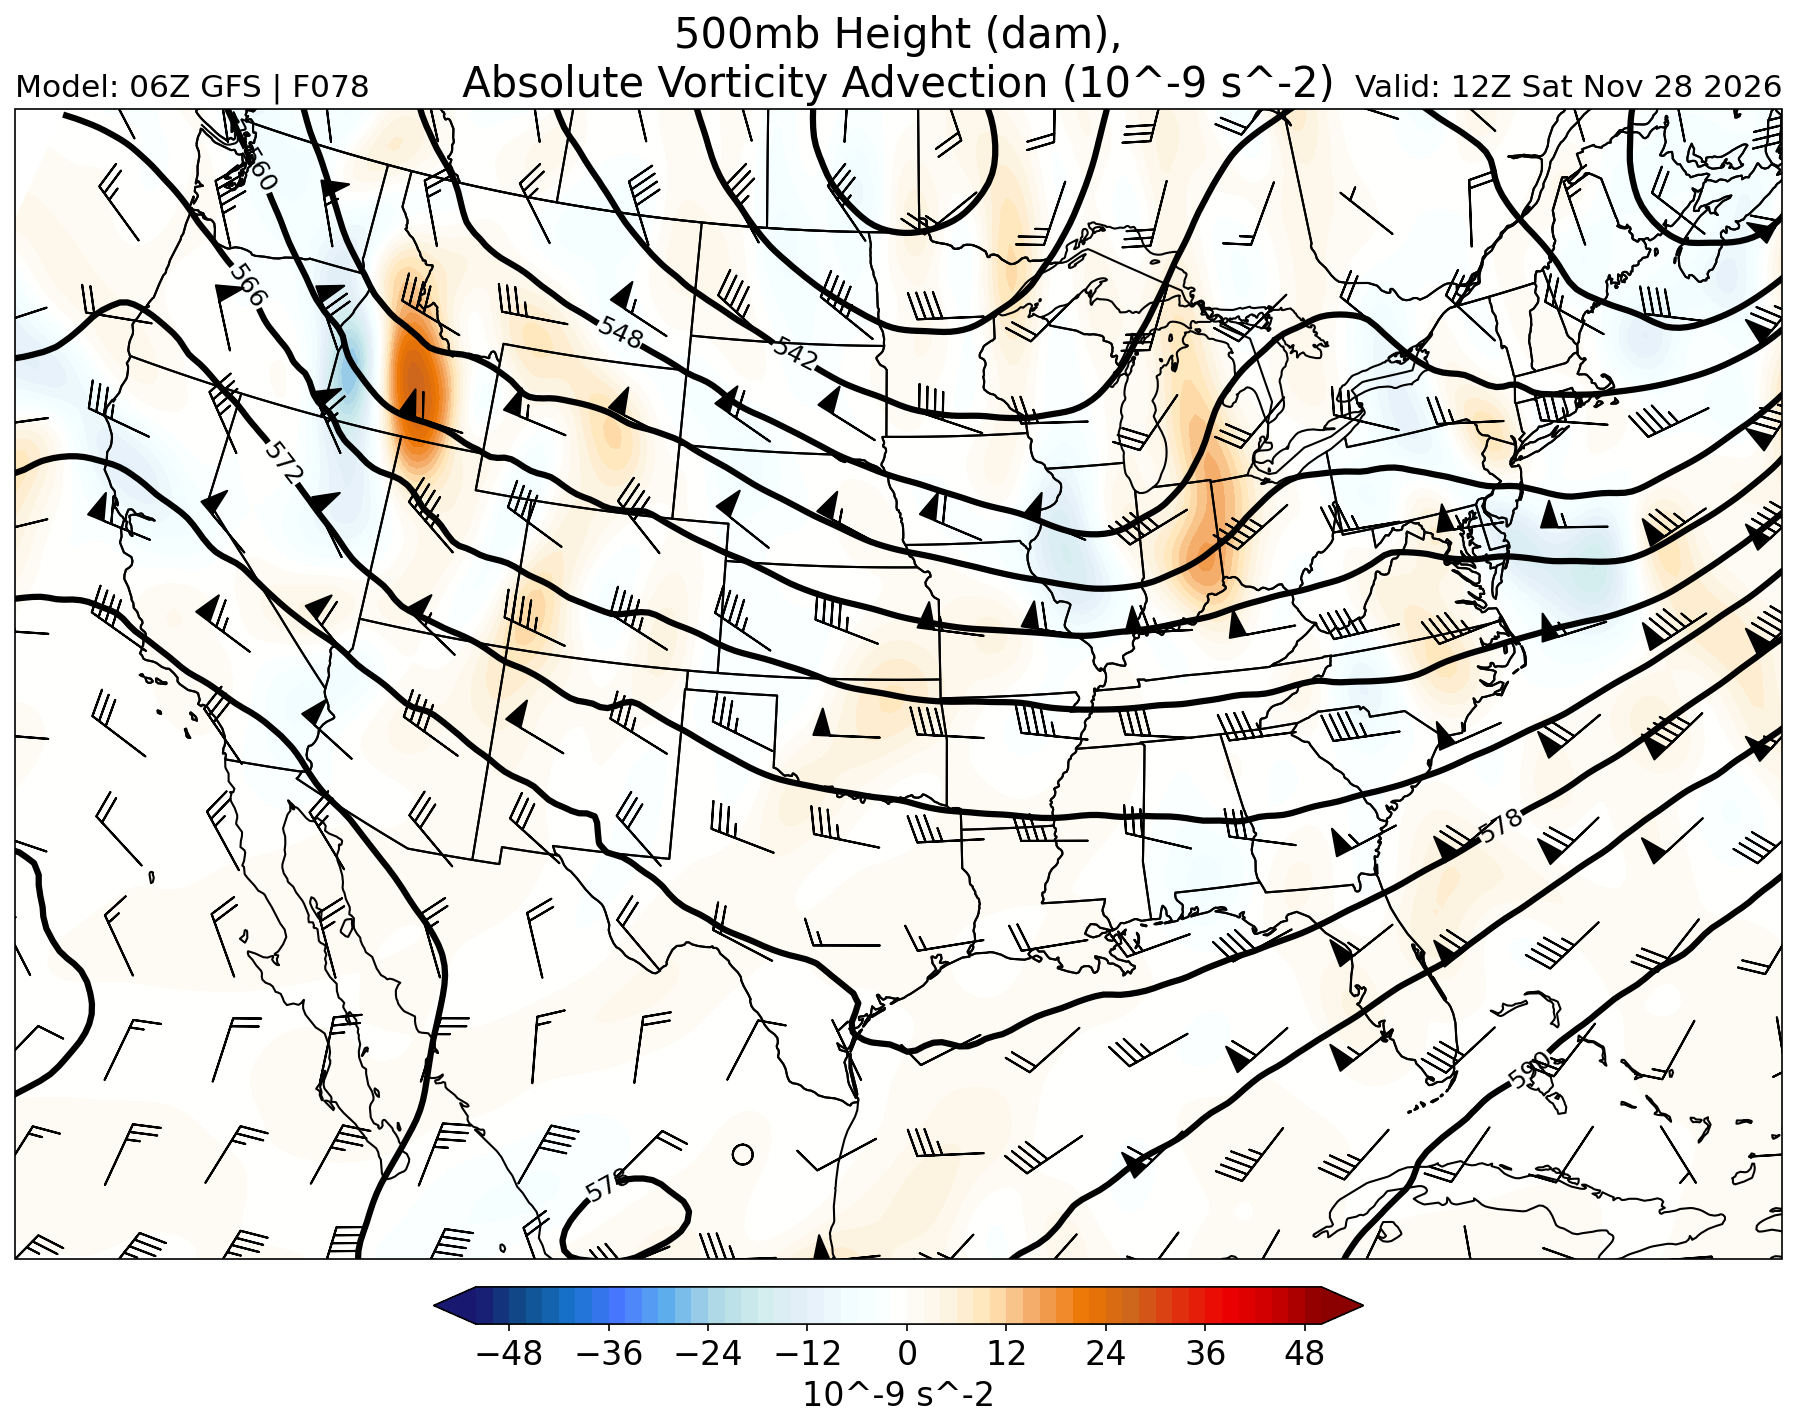 500mb Height (dam),
Model: 06Z GFS | F078
Absolute Vorticity Advection (10^-9 s^-2)
Valid: 12Z Sat Nov 28 2026
560
566
548
542
572
578
590
576
−48 −36 −24 −12 0 12 24 36 48
10^-9 s^-2